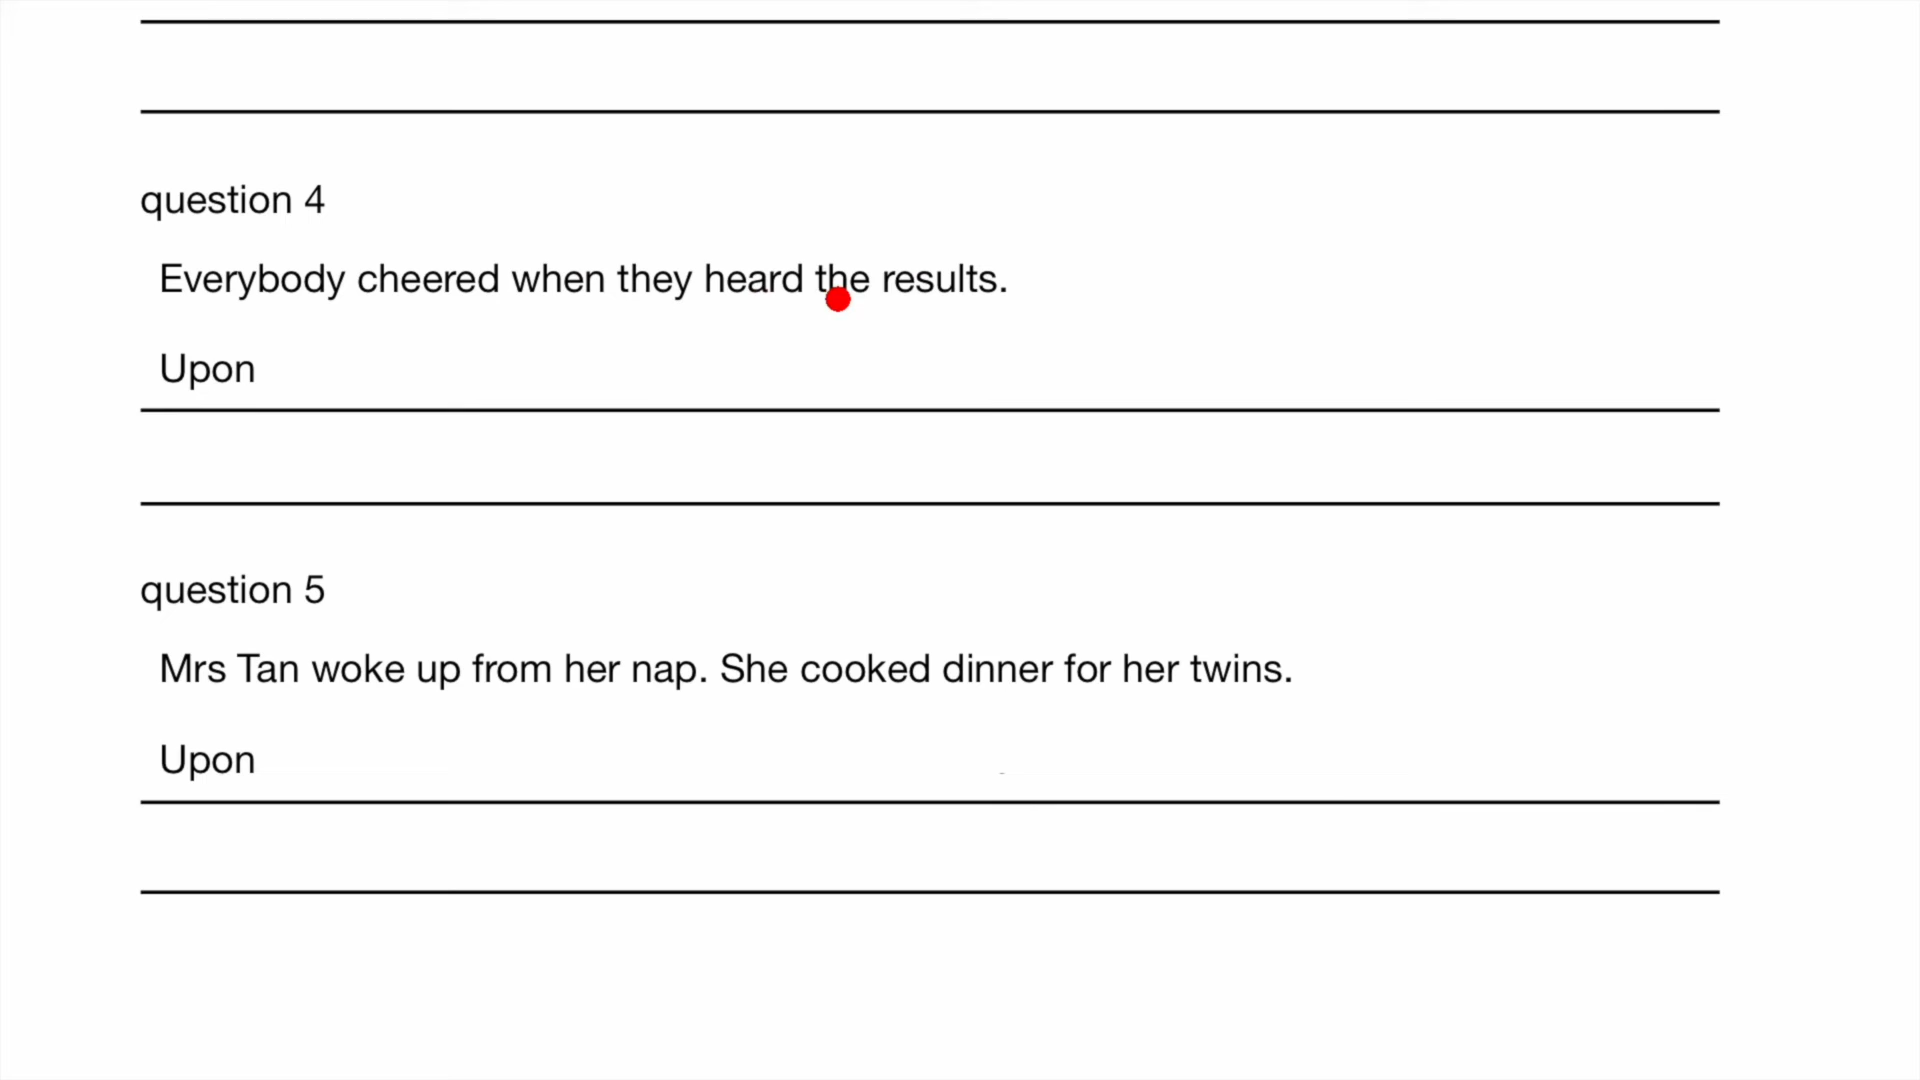 question 4
Everybody cheered when they heard the results.
Upon
question 5
Mrs Tan woke up from her nap. She cooked dinner for her twins.
Upon